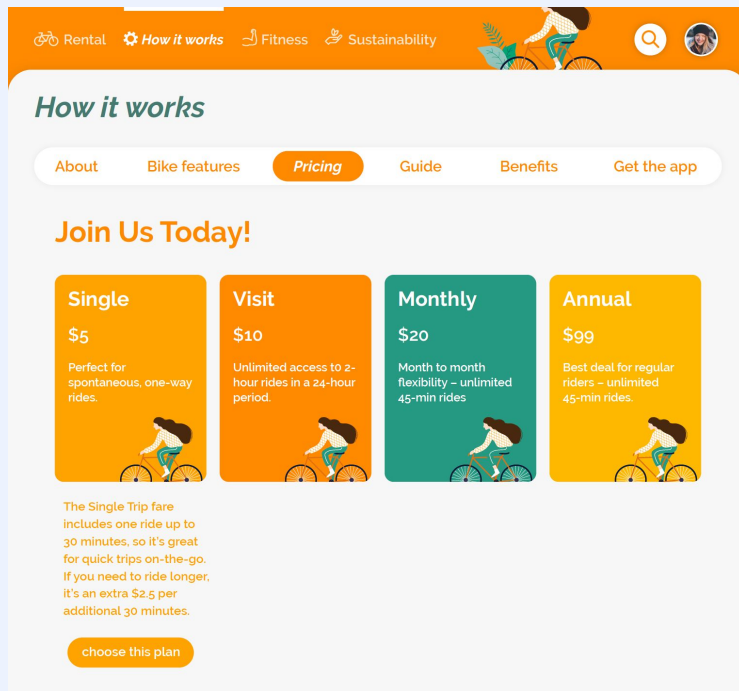 Rental How it works Fitness Sustainability
How it works
About Bike features Pricing Guide Benefits Get the app
Join Us Today!
Single
$5
Perfect for
spontaneous, one-way
rides.
Visit
$10
Unlimited access t0 2-
hour rides in a 24-hour
period.
Monthly
$20
Month to month
flexibility – unlimited
45-min rides
Annual
$99
Best deal for regular
riders – unlimited
45-min rides.
The Single Trip fare
includes one ride up to
30 minutes, so it's great
for quick trips on-the-go.
If you need to ride longer,
it's an extra $2.5 per
additional 30 minutes.
choose this plan